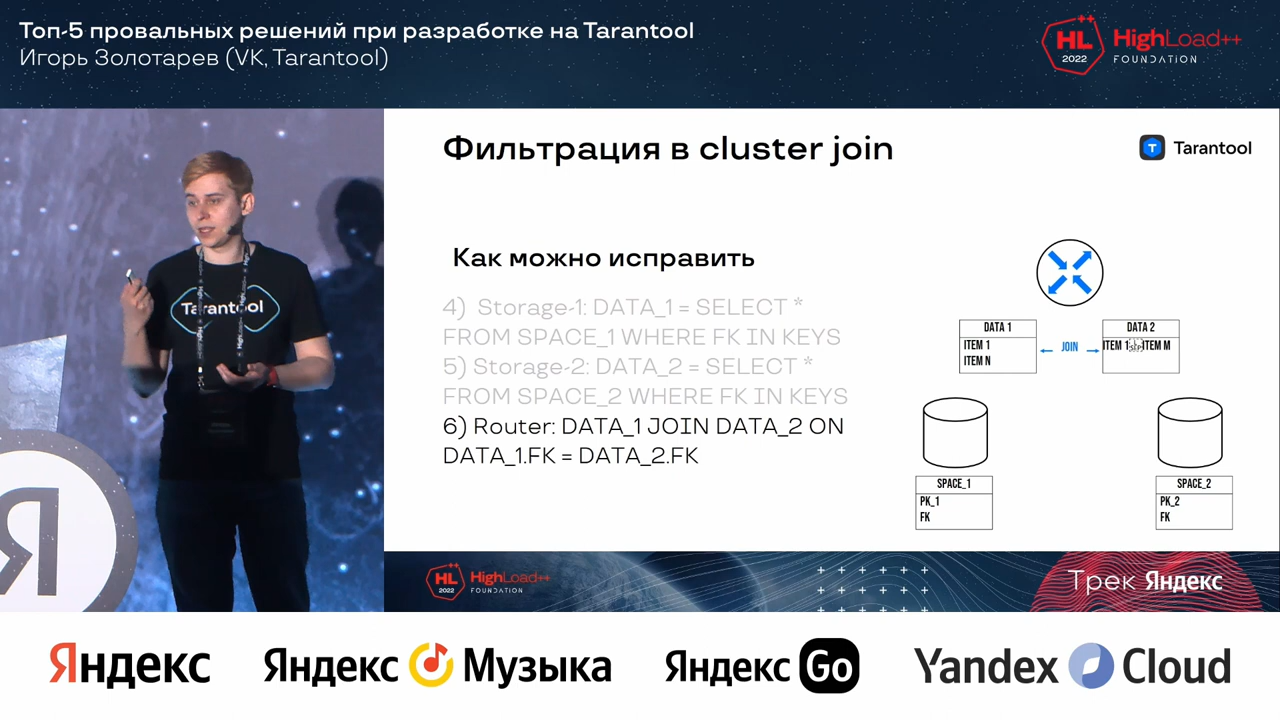 Топ-5 провальных решений при разработке на Tarantool
Игорь Золотарев (VK, Tarantool)
HL
2022
HighLoad++
FOUNDATION
Tarantool
Я
Фильтрация в cluster join
Tarantool
Как можно исправить
4) Storage-1: DATA_1 = SELECT *
FROM SPACE_1 WHERE FK IN KEYS
5) Storage-2: DATA_2 = SELECT *
FROM SPACE_2 WHERE FK IN KEYS
6) Router: DATA_1 JOIN DATA_2 ON
DATA_1.FK = DATA_2.FK
DATA 1
ITEM 1
ITEM N
JOIN
DATA 2
ITEM 1
ITEM M
SPACE_1
PK_1
FK
SPACE_2
PK_2
FK
HL
2022
HighLoad++
FOUNDATION
Трек Яндекс
Яндекс
Яндекс Музыка
Яндекс Go
Yandex Cloud